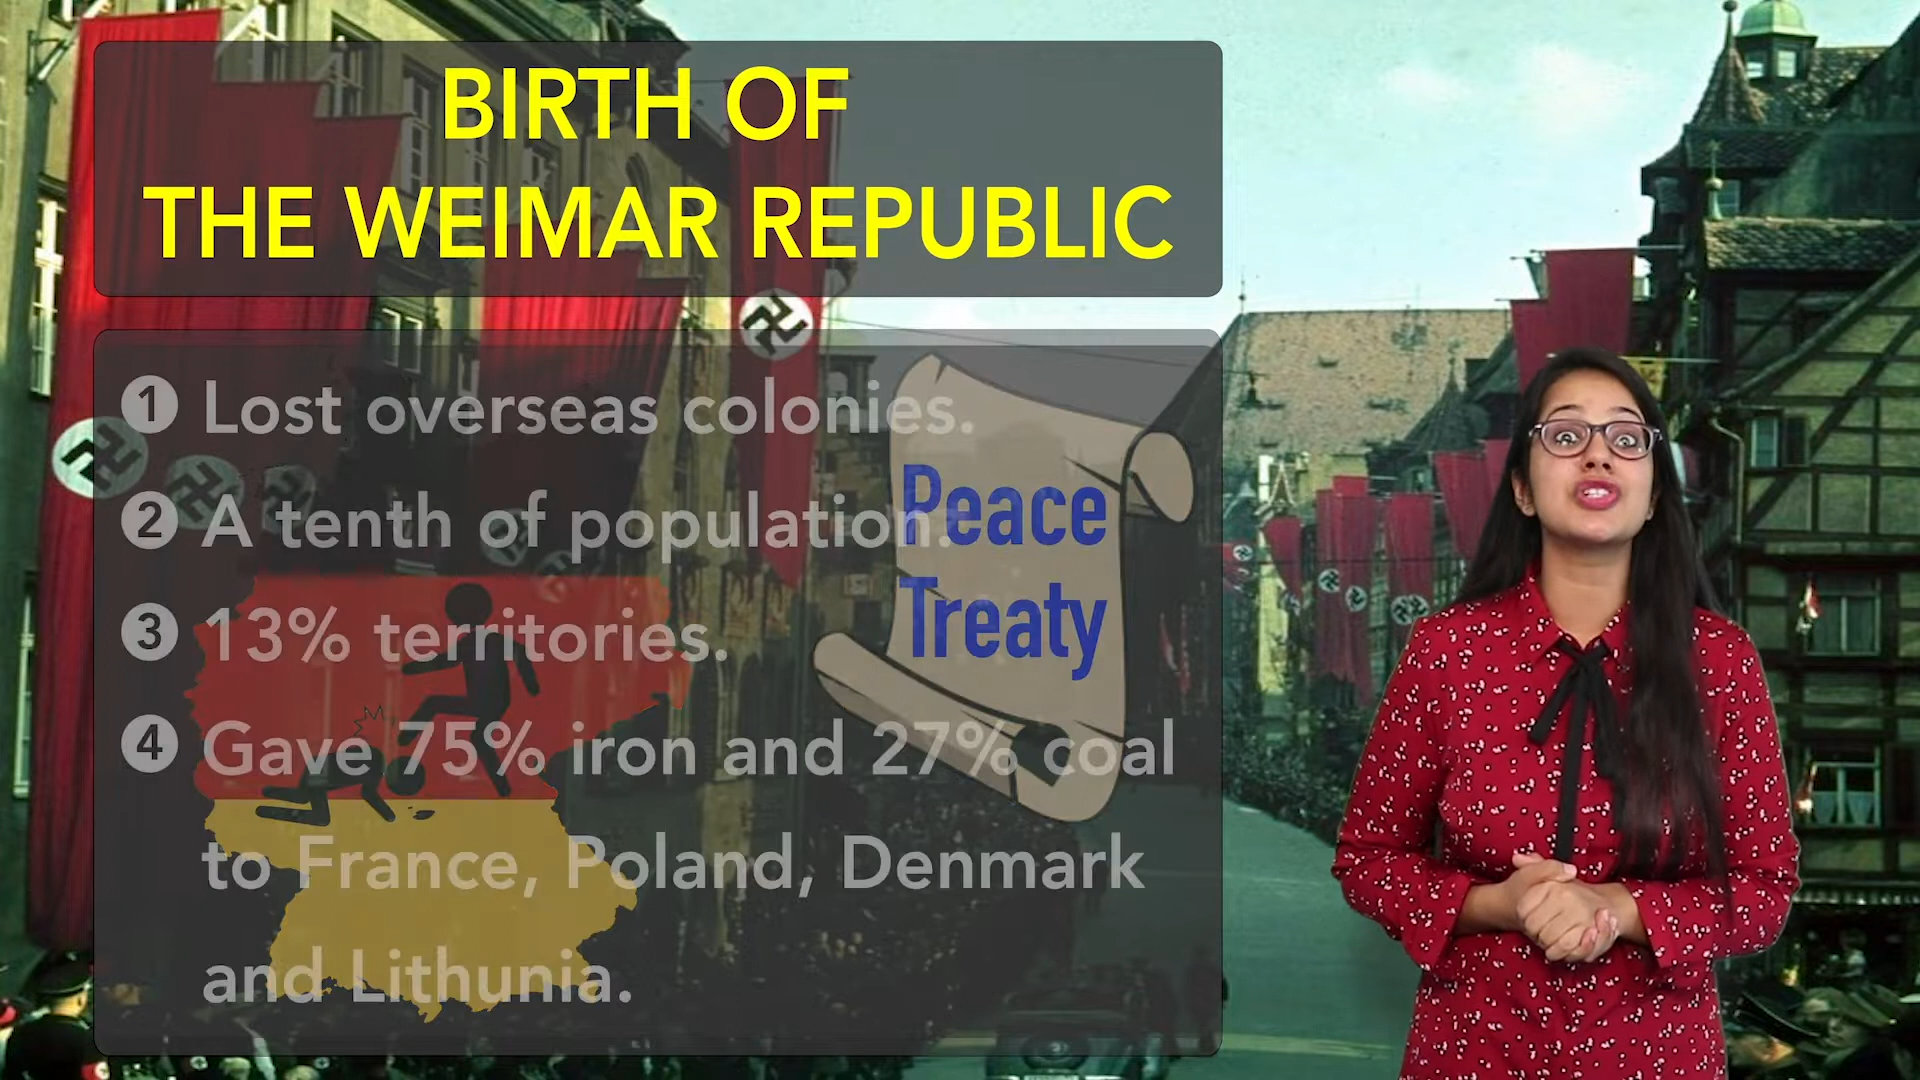 BIRTH OF
THE WEIMAR REPUBLIC
1 Lost overseas colonies.
2 A tenth of population.
3 13% territories.
4 Gave 75% iron and 27% coal
to France, Poland, Denmark
and Lithunia.
Peace
Treaty